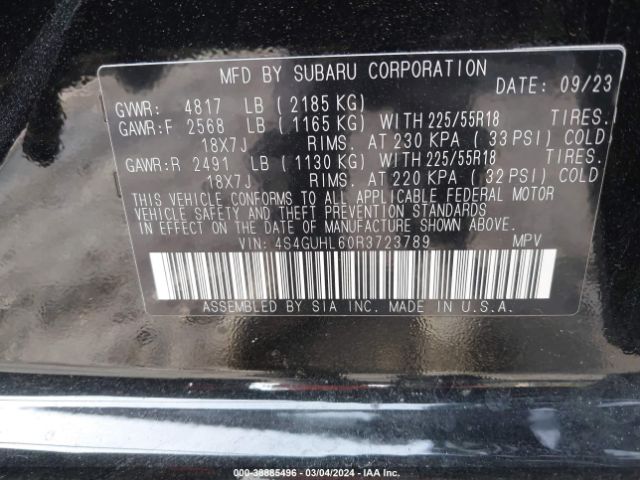 MFD BY SUBARU CORPORATION
DATE: 09/23
GVWR: 4817 LB (2185 KG)
GAWR:F 2568 LB (1165 KG) WITH 225/55R18 TIRES.
18X7J RIMS. AT 230 KPA (33 PSI) COLD
GAWR:R 2491 LB (1130 KG) WITH 225/55R18 TIRES.
18X7J RIMS. AT 220 KPA (32 PSI) COLD
THIS VEHICLE CONFORMS TO ALL APPLICABLE FEDERAL MOTOR
VEHICLE SAFETY AND THEFT PREVENTION STANDARDS
IN EFFECT ON THE DATE OF MANUFACTURE SHOWN ABOVE.
VIN: 4S4GUHL60R3723789 MPV
ASSEMBLED BY SIA INC. MADE IN U.S.A.
000-38885496 - 03/04/2024 - IAA Inc.